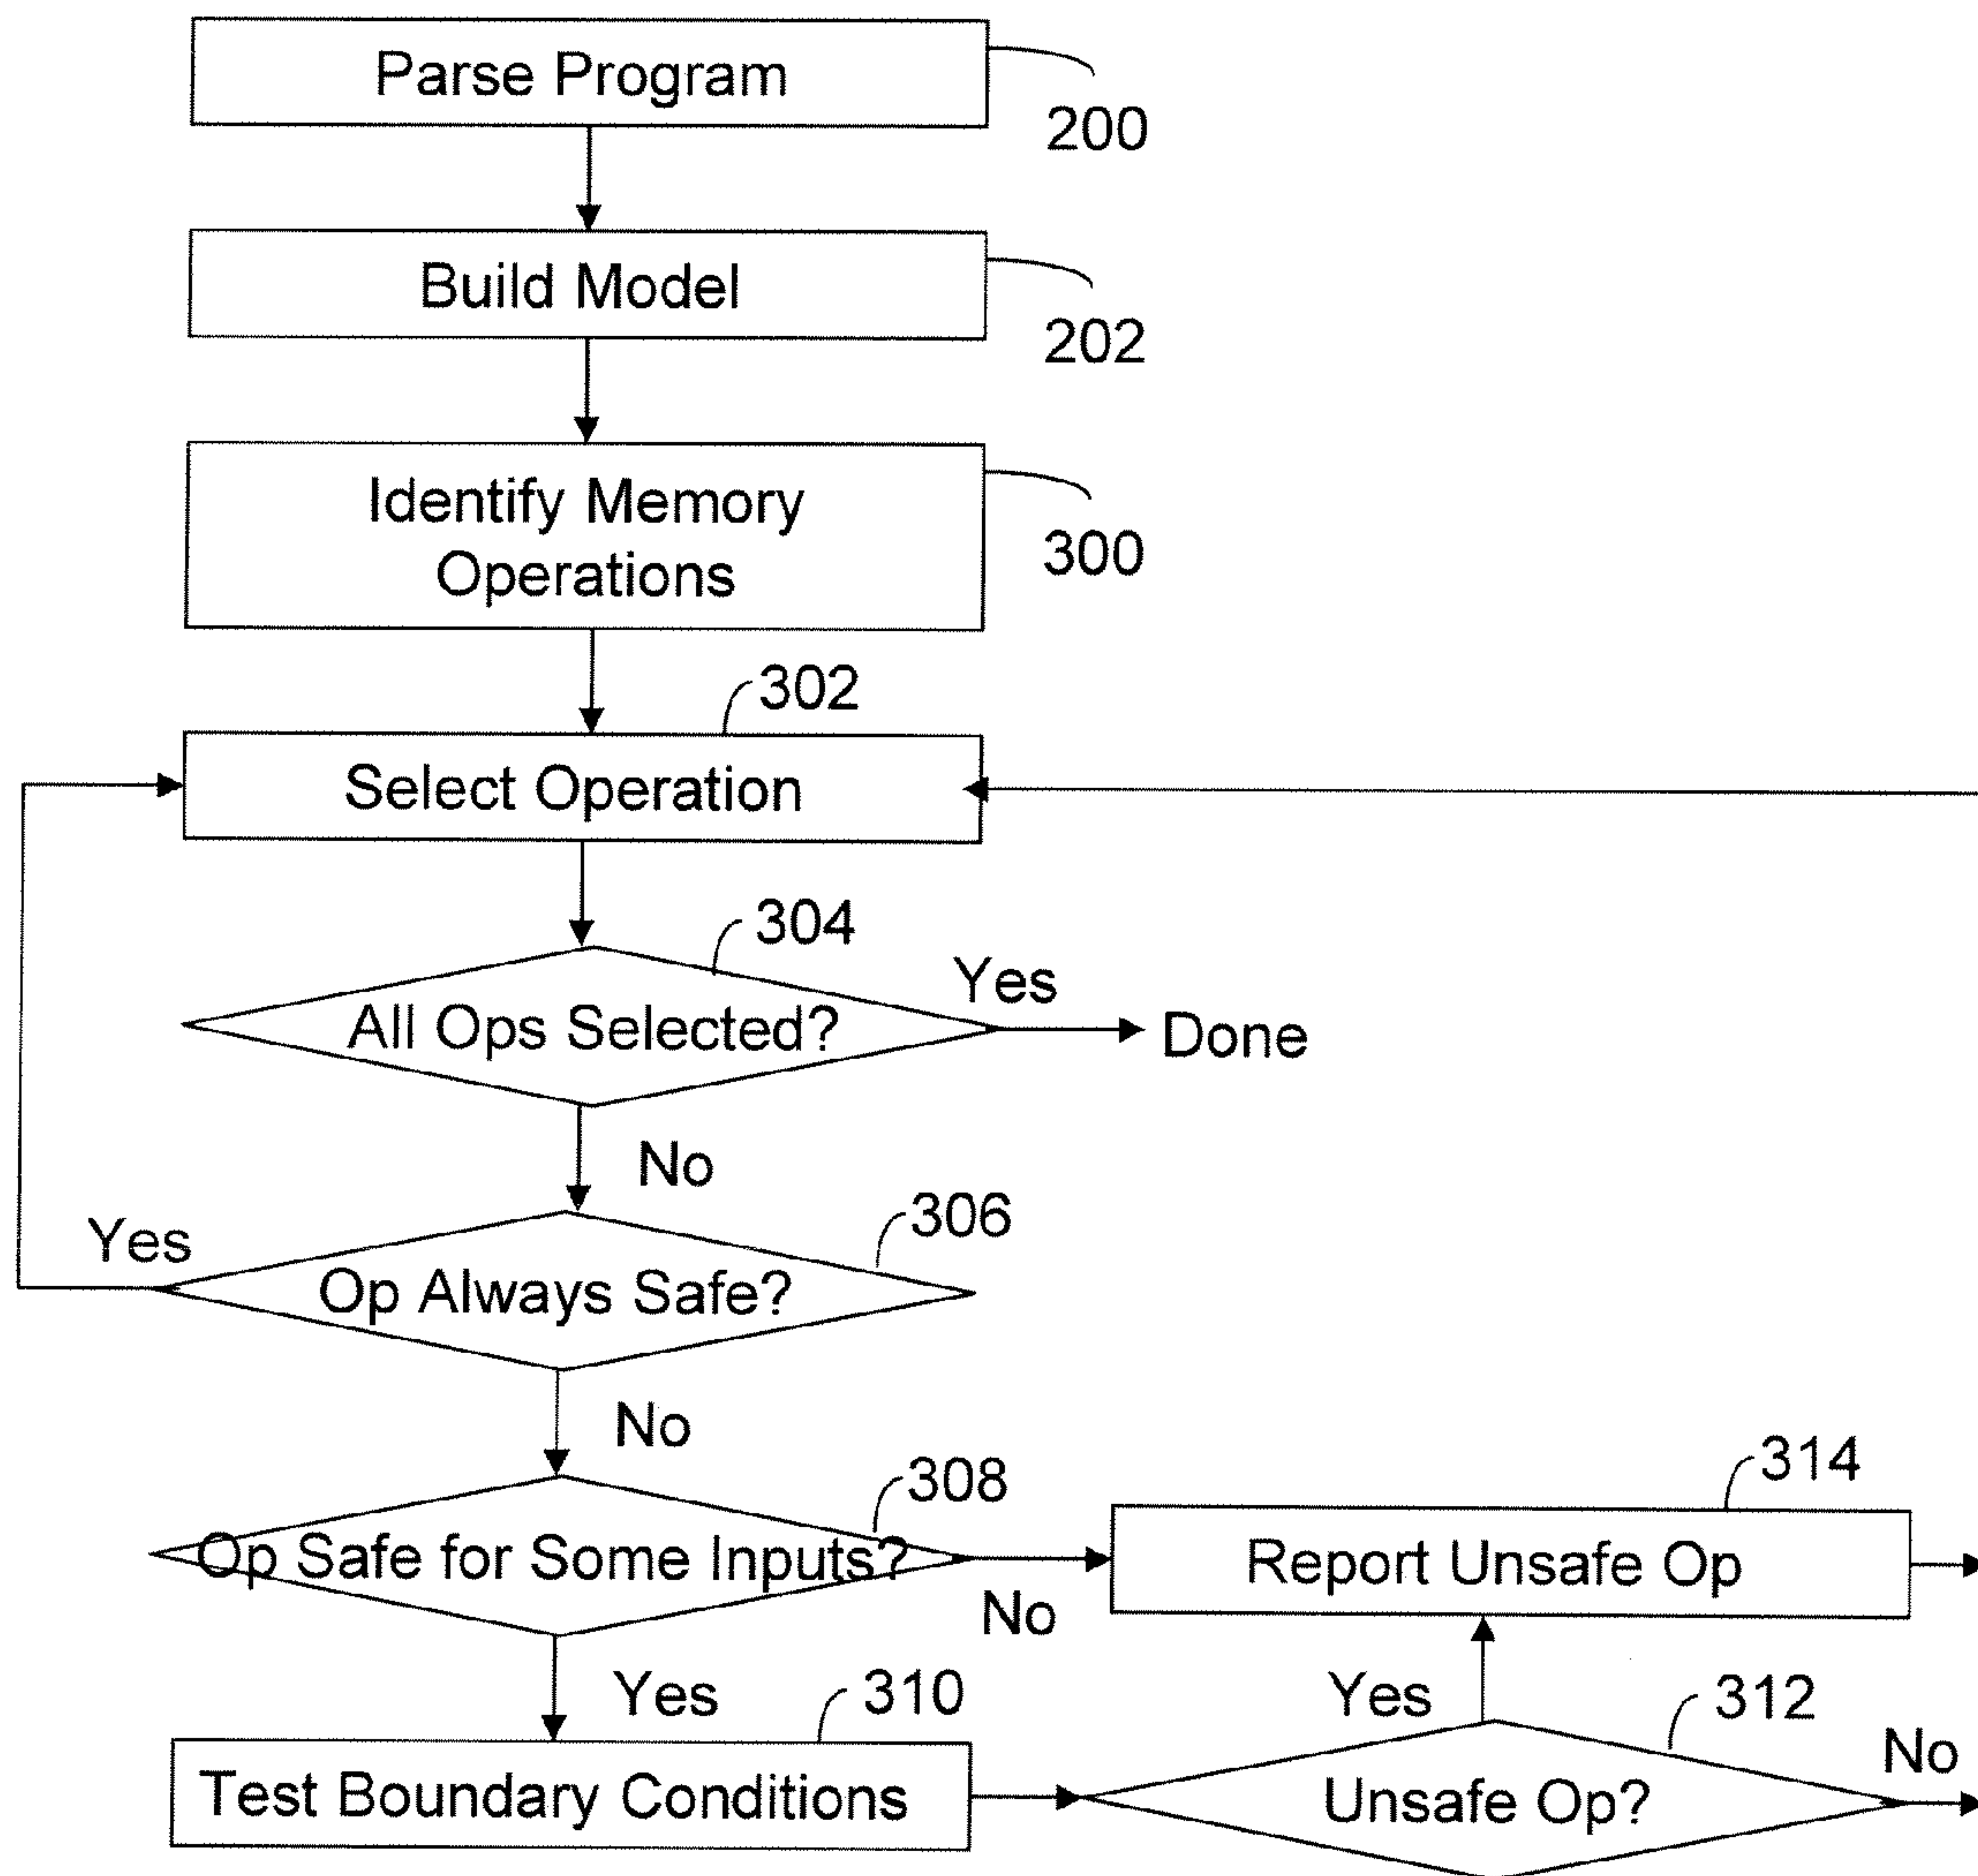 Parse Program
200
Build Model
202
Identify Memory
Operations
300
302
Select Operation
304
Yes
All Ops Selected?
Done
No
306
Yes
Op Always Safe?
No
308
314
Op Safe for Some Inputs?
Report Unsafe Op
No
Yes
310
Yes
312
No
Test Boundary Conditions
Unsafe Op?